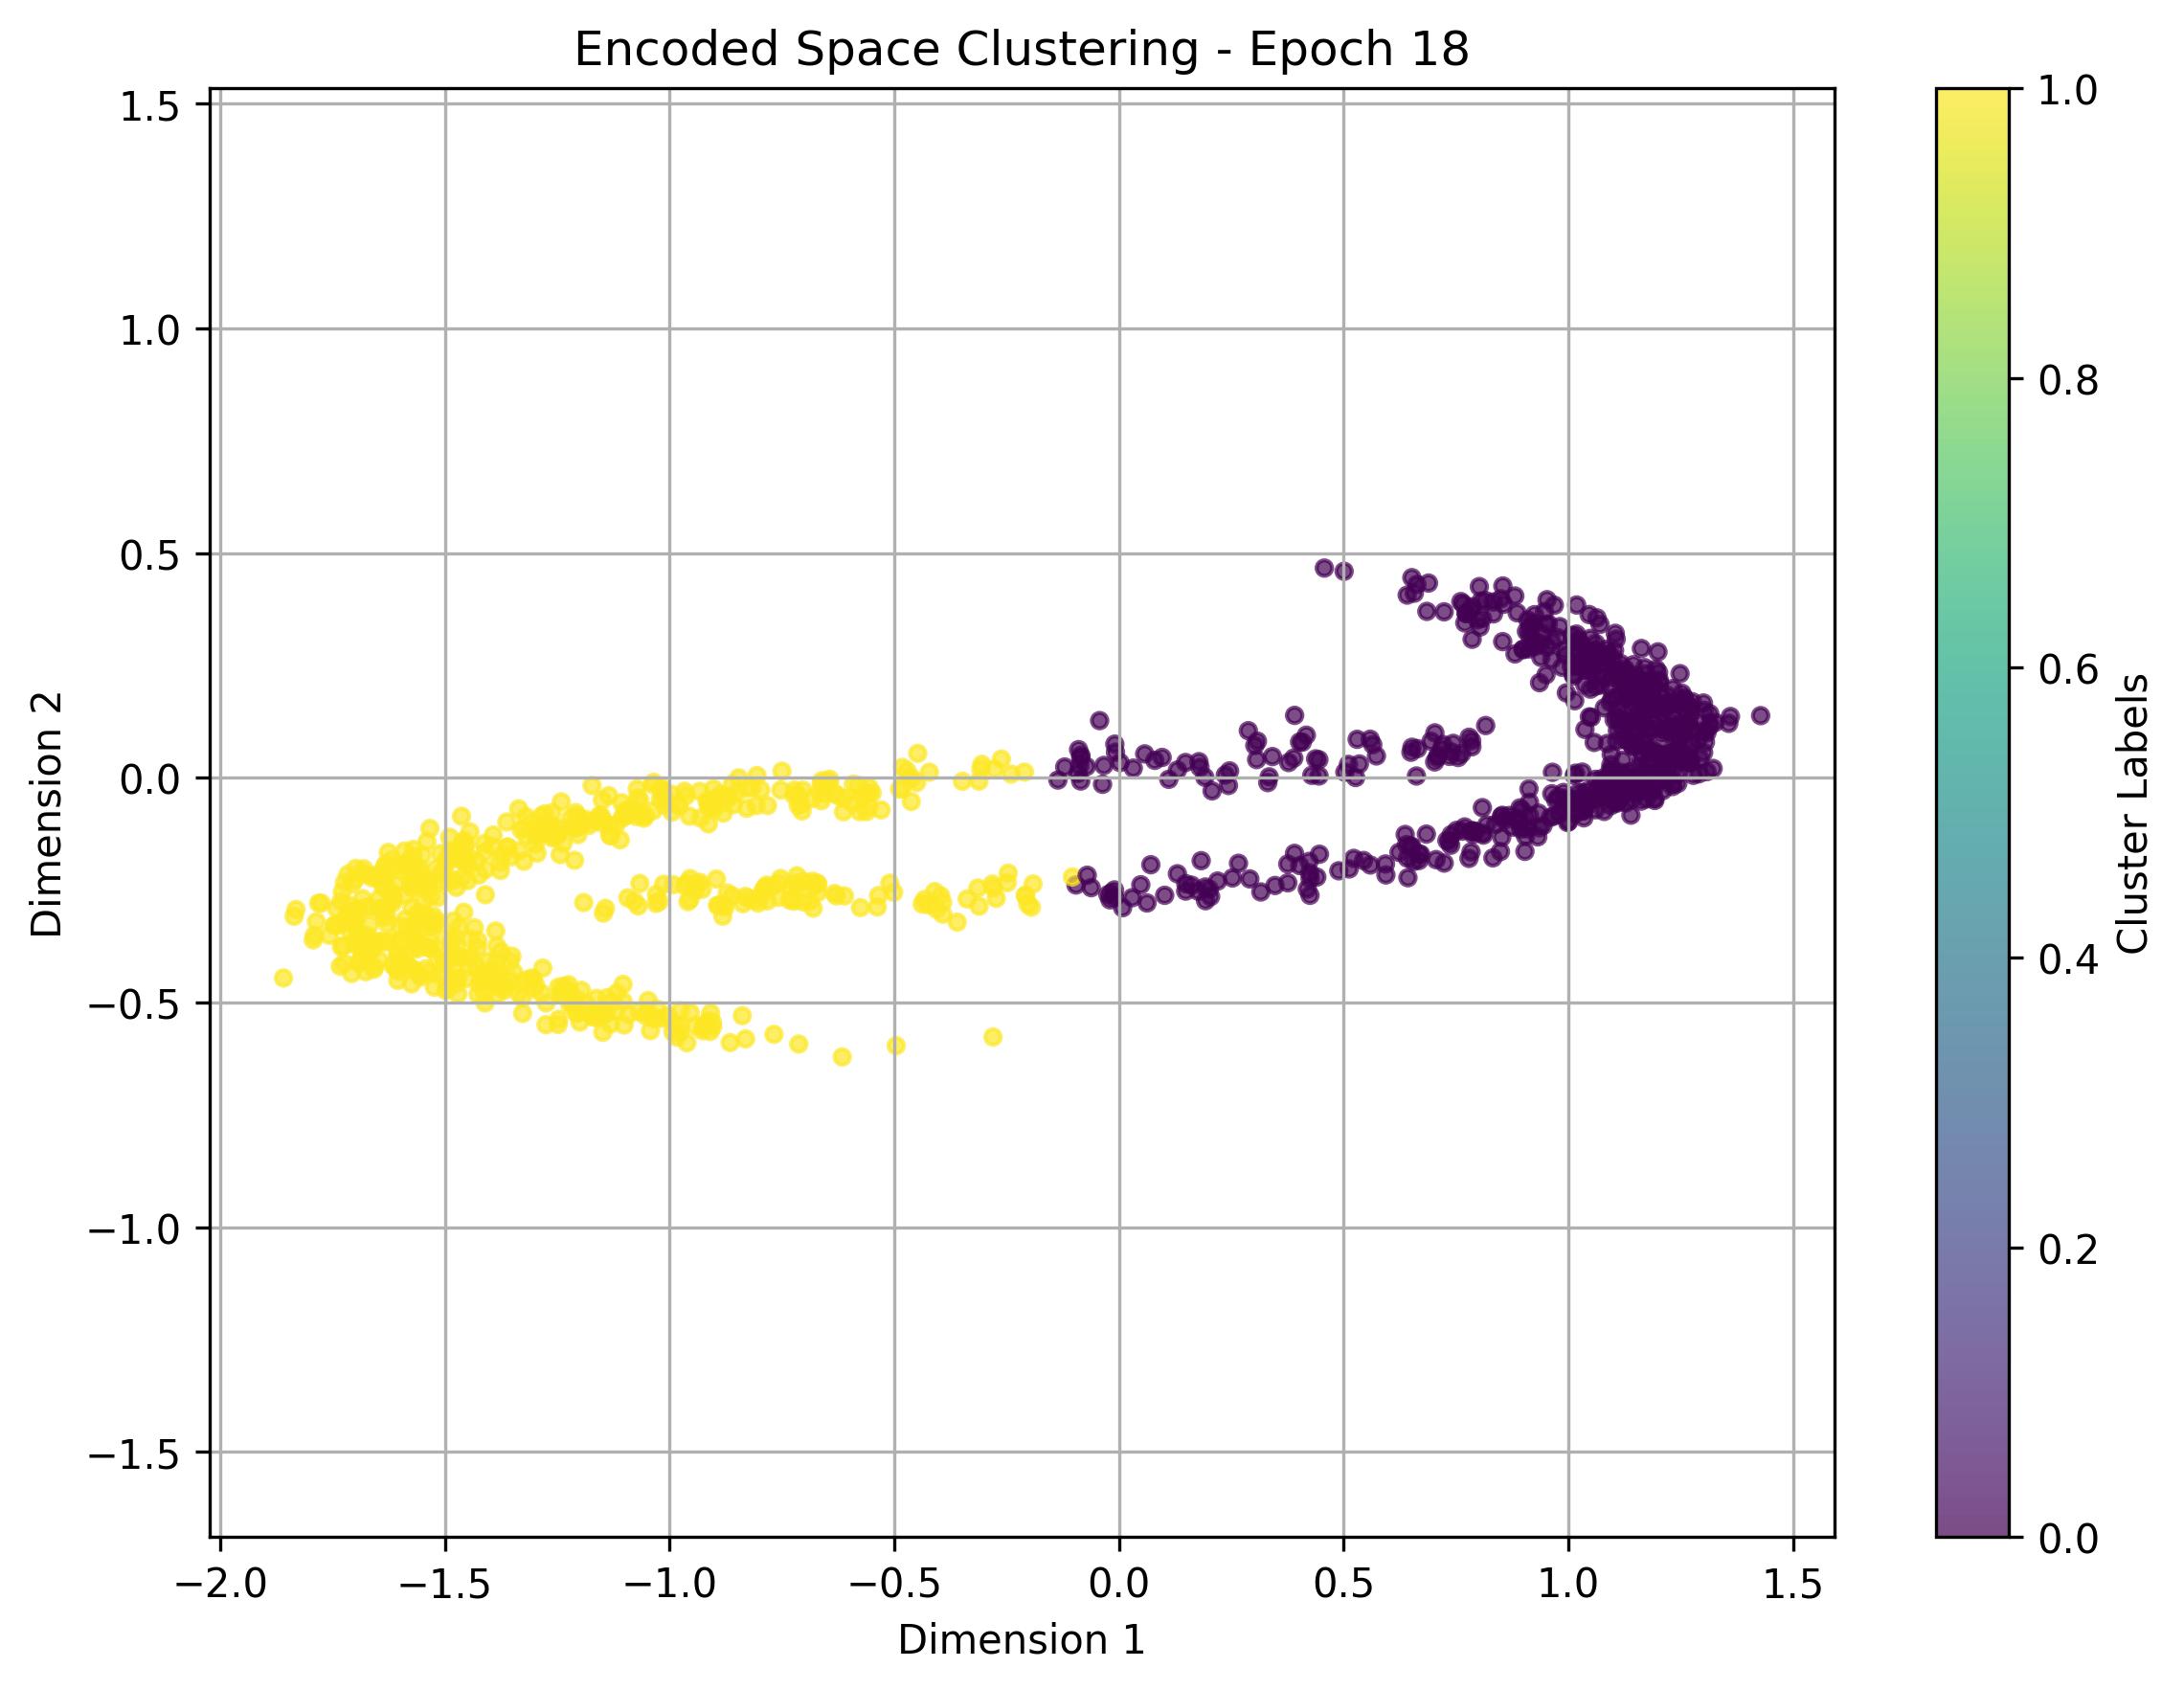 Encoded Space Clustering - Epoch 18
1.5
1.0
0.5
0.0
−0.5
−1.0
−1.5
Dimension 2
−2.0 −1.5 −1.0 −0.5 0.0 0.5 1.0 1.5
Dimension 1
1.0
0.8
0.6
0.4
0.2
0.0
Cluster Labels